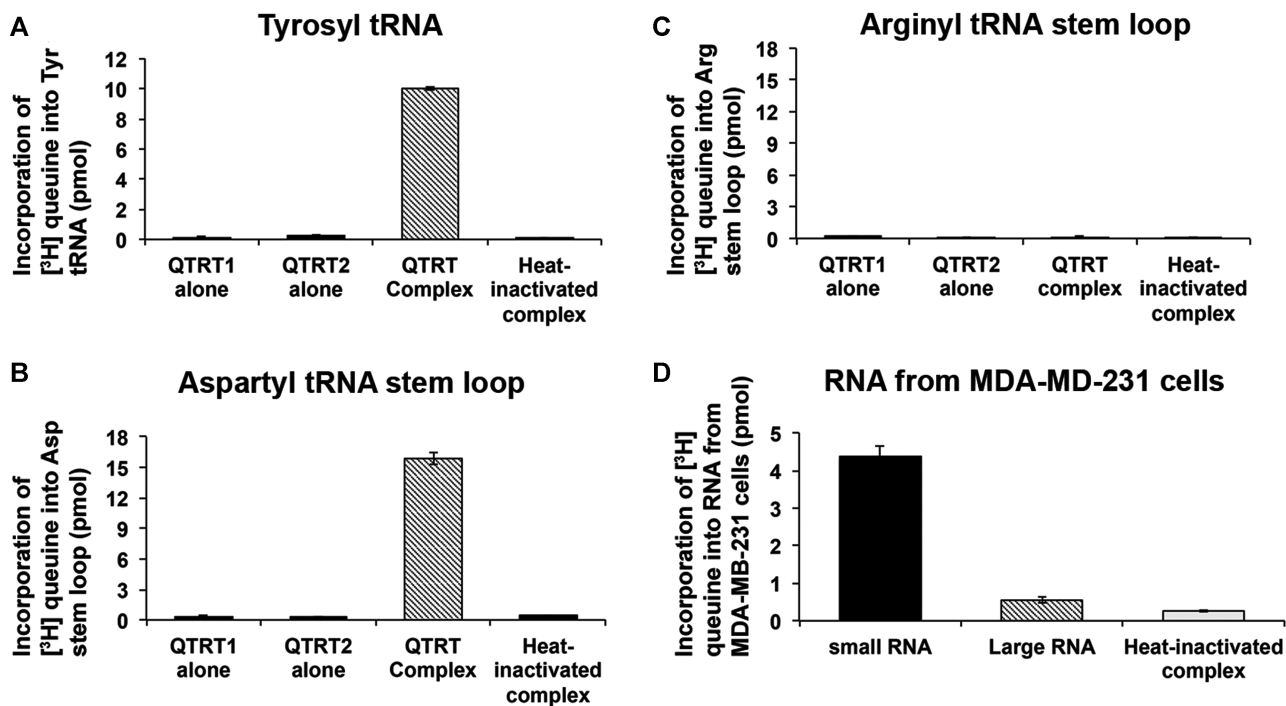 A
Tyrosyl tRNA
Incorporation of
[³H] queuine into Tyr
tRNA (pmol)
12
10
8
6
4
2
0
QTRT1
alone
QTRT2
alone
QTRT
Complex
Heat-
inactivated
complex
B
Aspartyl tRNA stem loop
Incorporation of
[³H] queuine into Asp
stem loop (pmol)
18
15
12
9
6
3
0
QTRT1
alone
QTRT2
alone
QTRT
Complex
Heat-
inactivated
complex
C
Arginyl tRNA stem loop
Incorporation of
[³H] queuine into Arg
stem loop (pmol)
18
15
12
9
6
3
0
QTRT1
alone
QTRT2
alone
QTRT
complex
Heat-
inactivated
complex
D
RNA from MDA-MD-231 cells
Incorporation of [³H]
queuine into RNA from
MDA-MB-231 cells (pmol)
5
4
3
2
1
0
small RNA
Large RNA
Heat-inactivated
complex